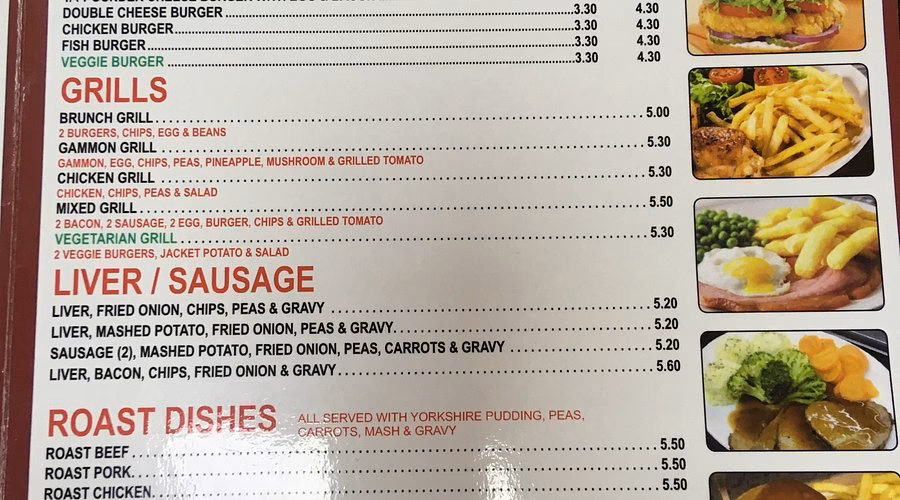 DOUBLE CHEESE BURGER 3.30 4.30
CHICKEN BURGER 3.30 4.30
FISH BURGER 3.30 4.30
VEGGIE BURGER 3.30 4.30
GRILLS
BRUNCH GRILL 5.00
2 BURGERS, CHIPS, EGG & BEANS
GAMMON GRILL 5.30
GAMMON, EGG, CHIPS, PEAS, PINEAPPLE, MUSHROOM & GRILLED TOMATO
CHICKEN GRILL 5.30
CHICKEN, CHIPS, PEAS & SALAD
MIXED GRILL 5.50
2 BACON, 2 SAUSAGE, 2 EGG, BURGER, CHIPS & GRILLED TOMATO
VEGETARIAN GRILL 5.30
2 VEGGIE BURGERS, JACKET POTATO & SALAD
LIVER / SAUSAGE
LIVER, FRIED ONION, CHIPS, PEAS & GRAVY 5.20
LIVER, MASHED POTATO, FRIED ONION, PEAS & GRAVY 5.20
SAUSAGE (2), MASHED POTATO, FRIED ONION, PEAS, CARROTS & GRAVY 5.20
LIVER, BACON, CHIPS, FRIED ONION & GRAVY 5.60
ROAST DISHES ALL SERVED WITH YORKSHIRE PUDDING, PEAS,
CARROTS, MASH & GRAVY
ROAST BEEF 5.50
ROAST PORK 5.50
ROAST CHICKEN 5.50